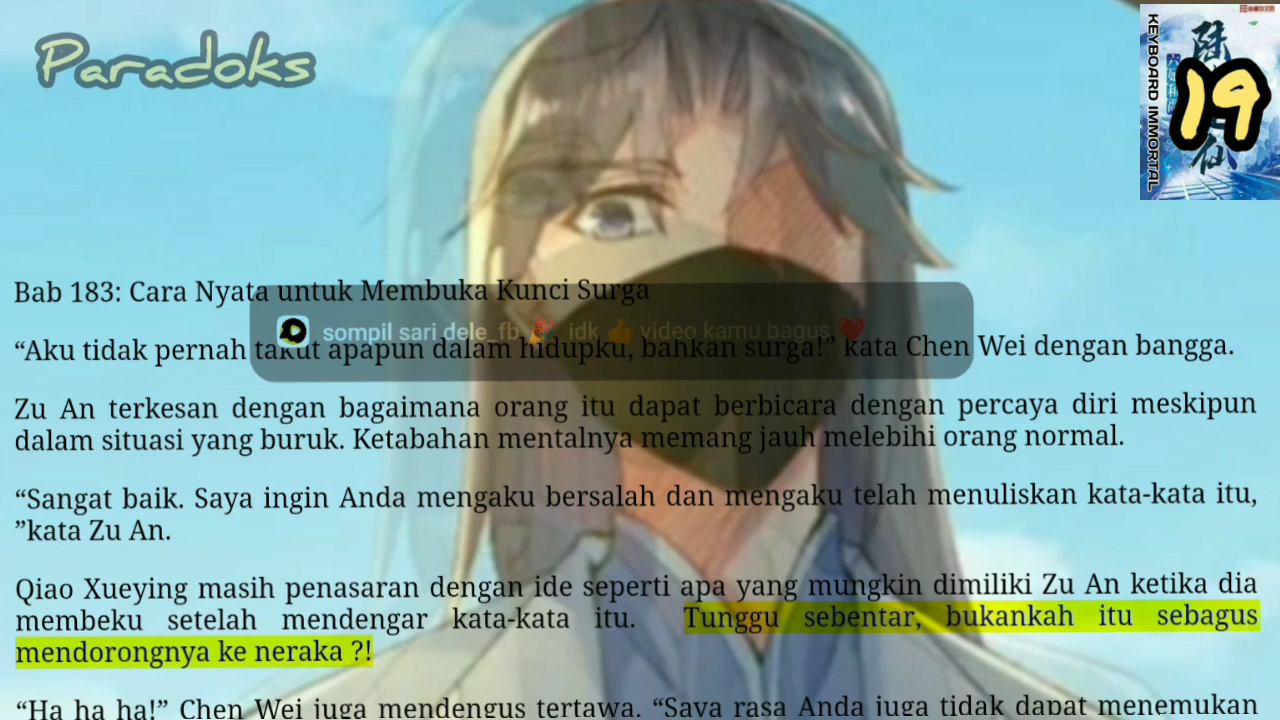 Paradoks
KEYBOARD IMMORTAL
19
Bab 183: Cara Nyata untuk Membuka Kunci Surga
sompil sari dele_fb 🎉, idk 👍 video kamu bagus ❤️
“Aku tidak pernah takut apapun dalam hidupku, bahkan surga!” kata Chen Wei dengan bangga.
Zu An terkesan dengan bagaimana orang itu dapat berbicara dengan percaya diri meskipun
dalam situasi yang buruk. Ketabahan mentalnya memang jauh melebihi orang normal.
“Sangat baik. Saya ingin Anda mengaku bersalah dan mengaku telah menuliskan kata-kata itu,
”kata Zu An.
Qiao Xueying masih penasaran dengan ide seperti apa yang mungkin dimiliki Zu An ketika dia
membeku setelah mendengar kata-kata itu. Tunggu sebentar, bukankah itu sebagus
mendorongnya ke neraka ?!
“Ha ha ha!” Chen Wei juga mendengus tertawa. “Saya rasa Anda juga tidak dapat menemukan